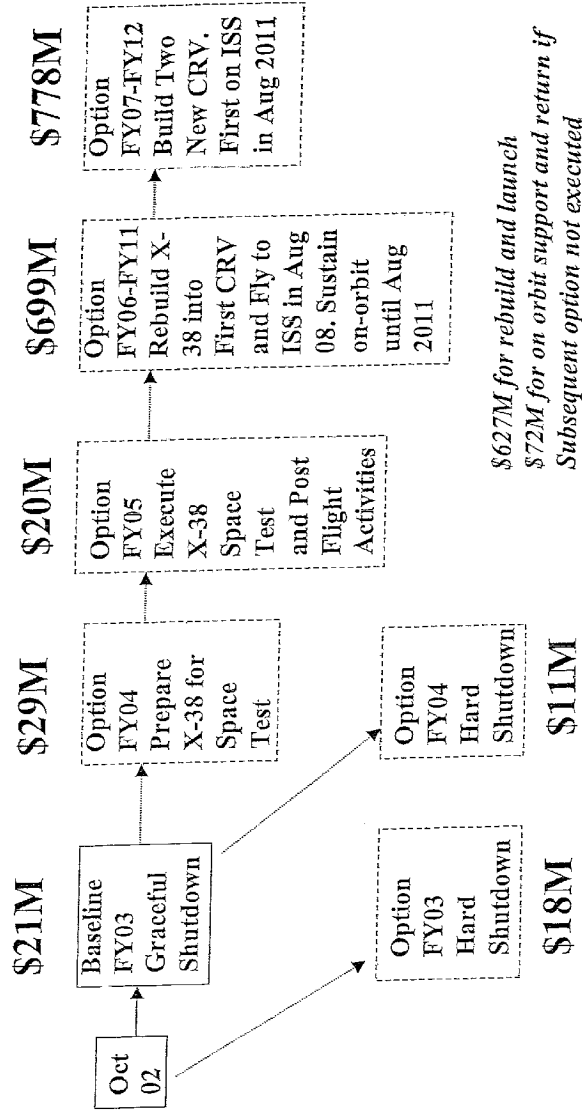 $21M
$29M
$20M
$699M
$778M
Oct
02
Baseline
FY03
Graceful
Shutdown
Option
FY04
Prepare
X-38 for
Space
Test
Option
FY05
Execute
X-38
Space
Test
and Post
Flight
Activities
Option
FY06-FY11
Rebuild X-
38 into
First CRV
and Fly to
ISS in Aug
08. Sustain
on-orbit
until Aug
2011
Option
FY07-FY12
Build Two
New CRV.
First on ISS
in Aug 2011
Option
FY03
Hard
Shutdown
$18M
Option
FY04
Hard
Shutdown
$11M
$627M for rebuild and launch
$72M for on orbit support and return if
Subsequent option not executed